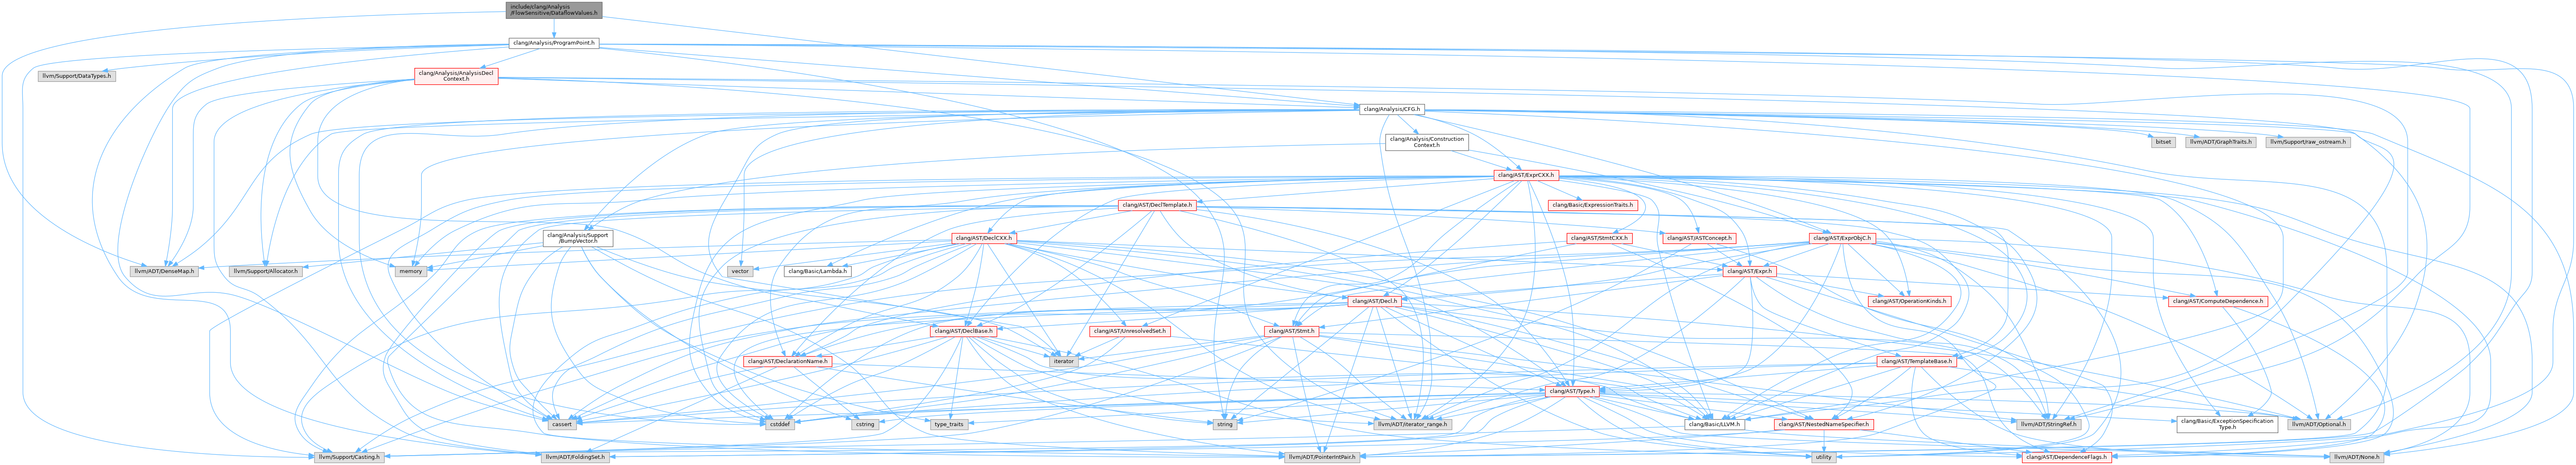 include/clang/Analysis
/FlowSensitive/DataflowValues.h
clang/Analysis/ProgramPoint.h
llvm/Support/DataTypes.h
clang/Analysis/AnalysisDecl
Context.h
clang/Analysis/CFG.h
clang/Analysis/Construction
Context.h
bitset
llvm/ADT/GraphTraits.h
llvm/Support/raw_ostream.h
clang/AST/ExprCXX.h
clang/AST/DeclTemplate.h
clang/Basic/ExpressionTraits.h
clang/Analysis/Support
/BumpVector.h
clang/AST/DeclCXX.h
clang/AST/StmtCXX.h
clang/AST/ASTConcept.h
clang/AST/ExprObjC.h
llvm/ADT/DenseMap.h
llvm/Support/Allocator.h
memory
vector
clang/Basic/Lambda.h
clang/AST/Expr.h
clang/AST/Decl.h
clang/AST/OperationKinds.h
clang/AST/ComputeDependence.h
clang/AST/DeclBase.h
clang/AST/UnresolvedSet.h
clang/AST/Stmt.h
clang/AST/DeclarationName.h
iterator
clang/AST/TemplateBase.h
clang/AST/Type.h
cassert
cstddef
cstring
type_traits
string
llvm/ADT/iterator_range.h
clang/Basic/LLVM.h
clang/AST/NestedNameSpecifier.h
llvm/ADT/StringRef.h
clang/Basic/ExceptionSpecification
Type.h
llvm/ADT/Optional.h
llvm/Support/Casting.h
llvm/ADT/FoldingSet.h
llvm/ADT/PointerIntPair.h
utility
clang/AST/DependenceFlags.h
llvm/ADT/None.h